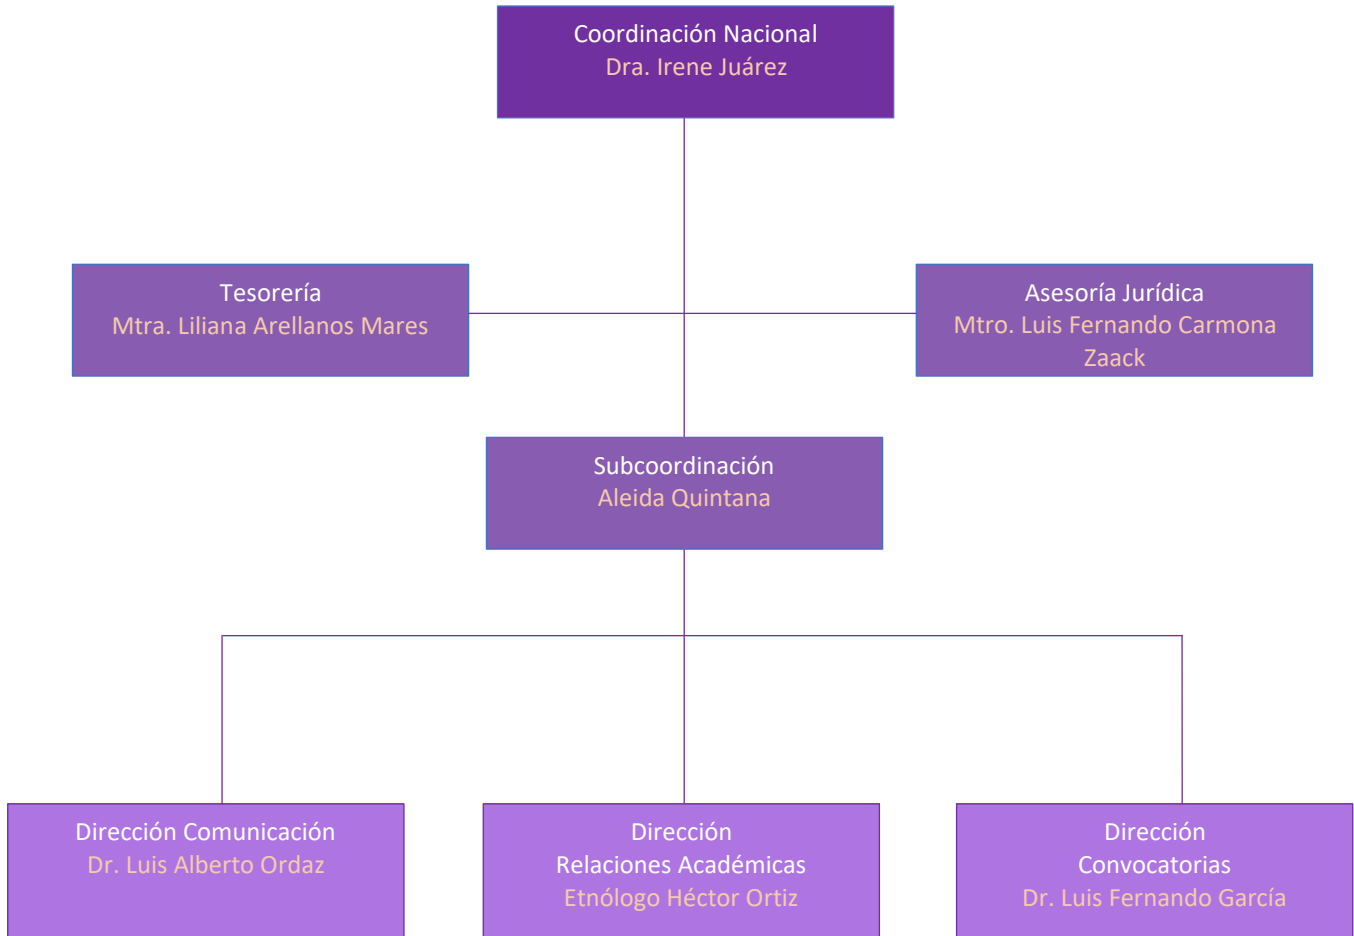 Coordinación Nacional
Dra. Irene Juárez
Tesorería
Mtra. Liliana Arellanos Mares
Asesoría Jurídica
Mtro. Luis Fernando Carmona
Zaack
Subcoordinación
Aleida Quintana
Dirección Comunicación
Dr. Luis Alberto Ordaz
Dirección
Relaciones Académicas
Etnólogo Héctor Ortiz
Dirección
Convocatorias
Dr. Luis Fernando García